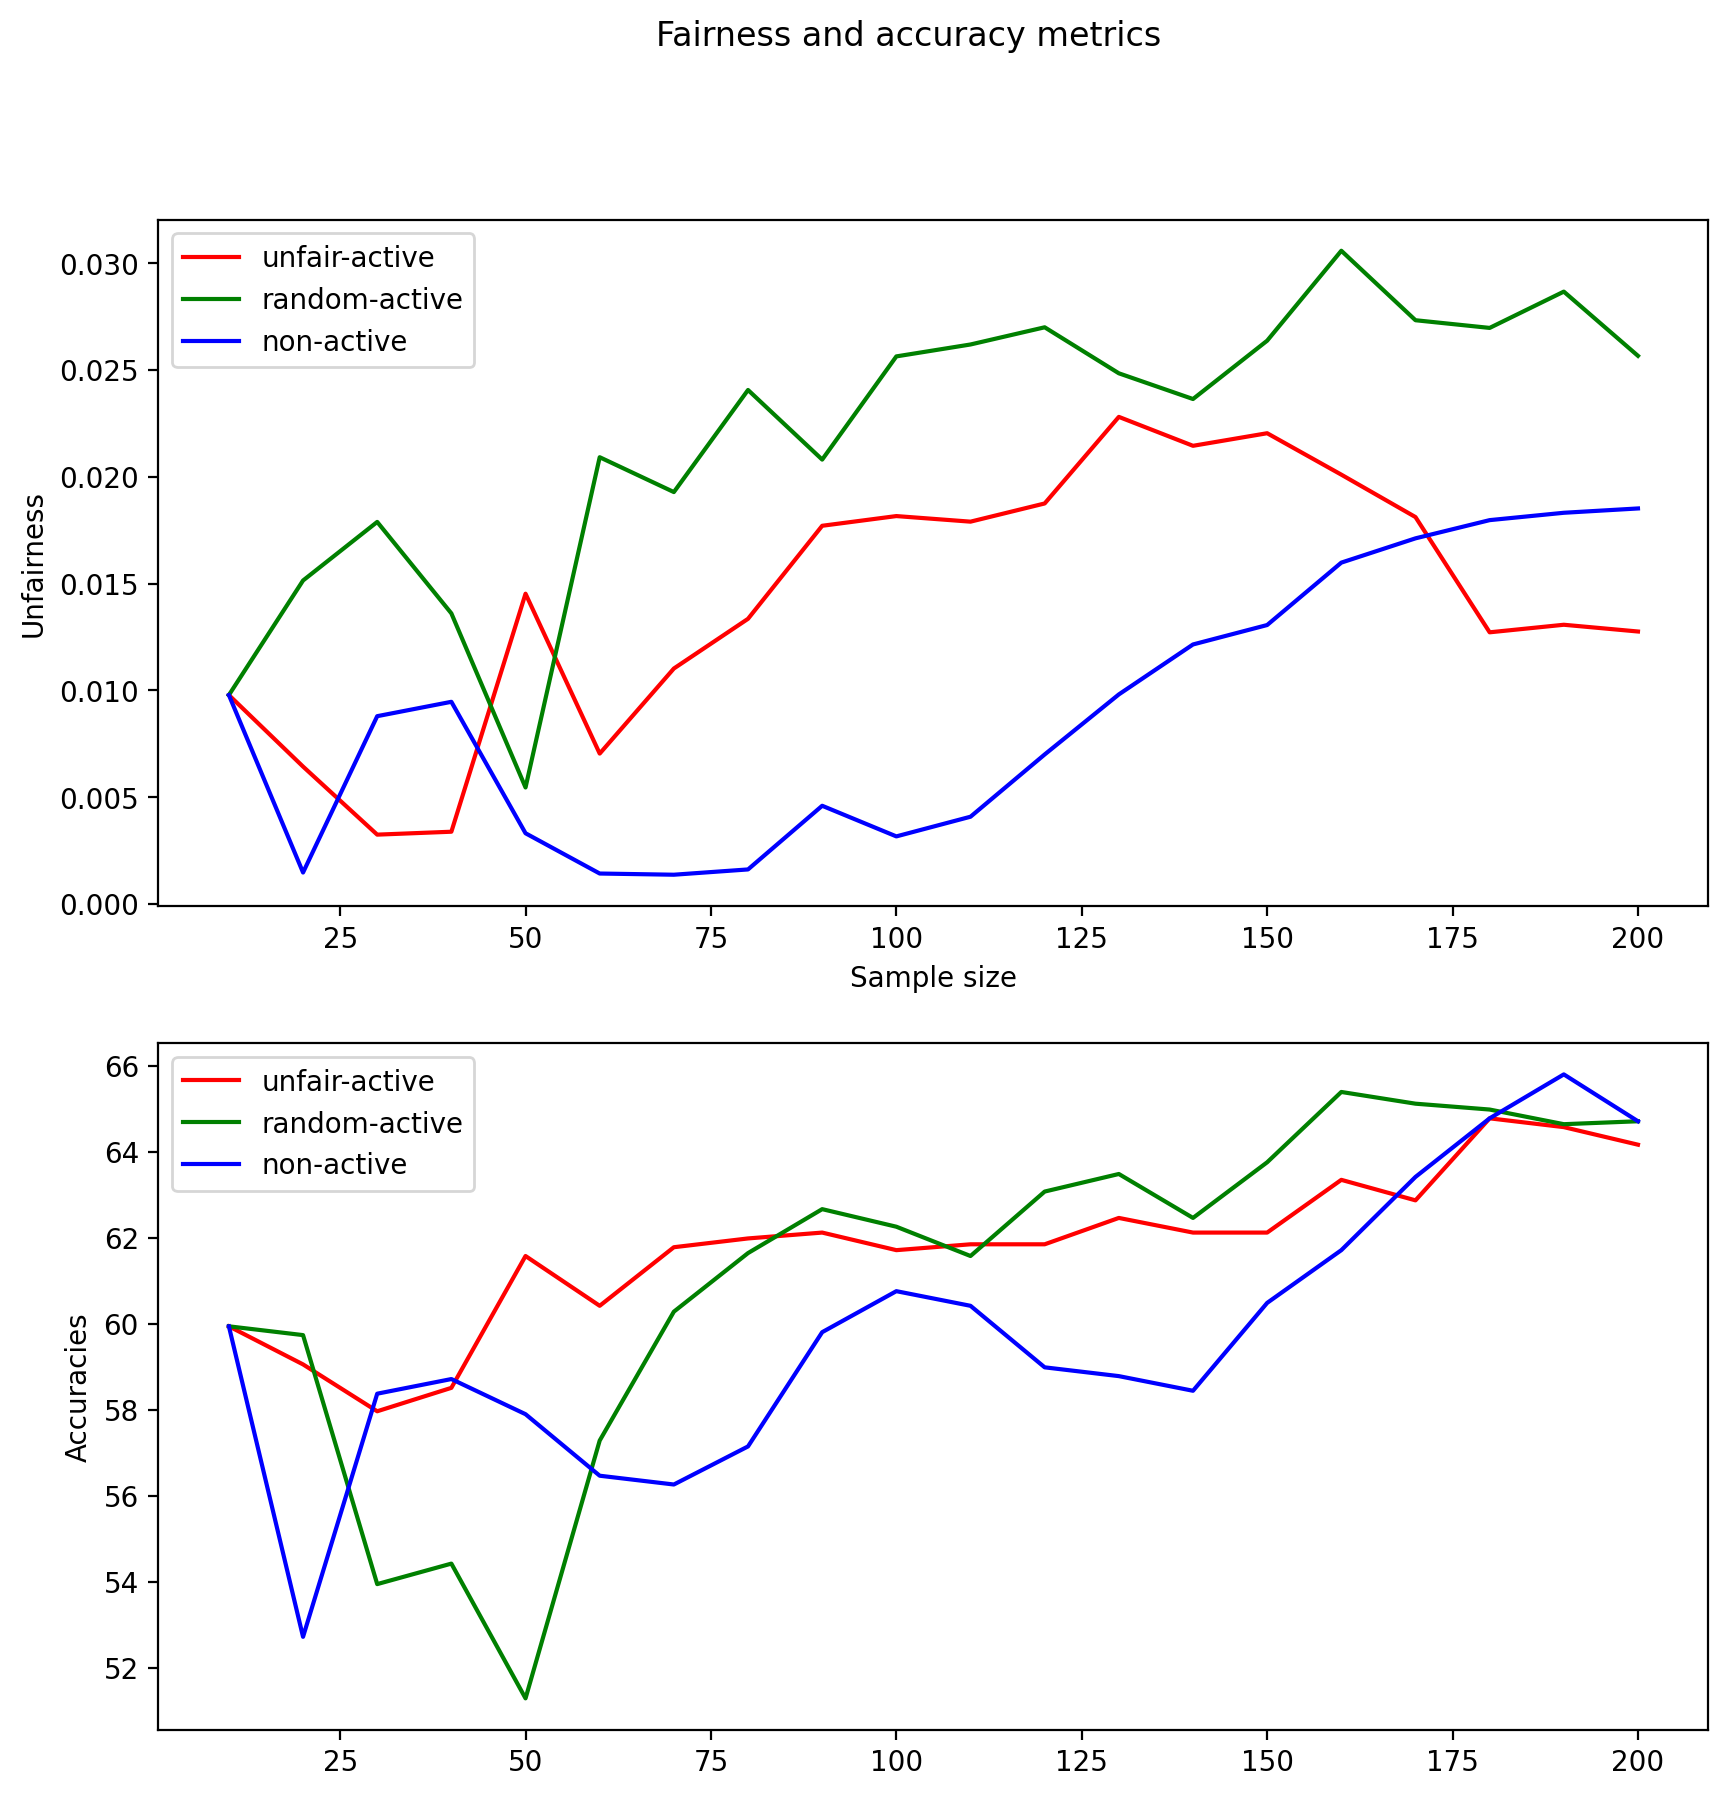 Fairness and accuracy metrics
unfair-active
random-active
non-active
0.030
0.025
0.020
0.015
0.010
0.005
0.000
Unfairness
25 50 75 100 125 150 175 200
Sample size
unfair-active
random-active
non-active
66
64
62
60
58
56
54
52
Accuracies
25 50 75 100 125 150 175 200